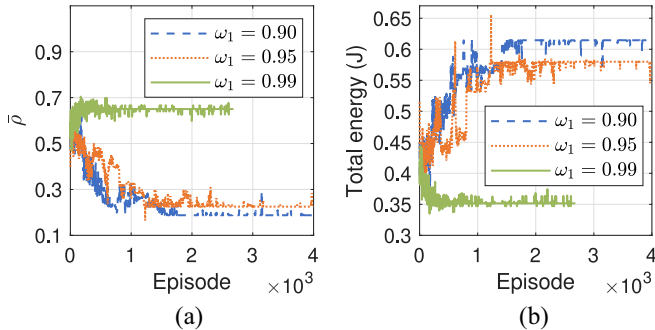 1.1
0.9
0.7
0.5
0.3
0.1
ρ̄
ω₁ = 0.90
ω₁ = 0.95
ω₁ = 0.99
0 1 2 3 4
Episode ×10³
(a)
0.65
0.6
0.55
0.5
0.45
0.4
0.35
0.3
Total energy (J)
ω₁ = 0.90
ω₁ = 0.95
ω₁ = 0.99
0 1 2 3 4
Episode ×10³
(b)